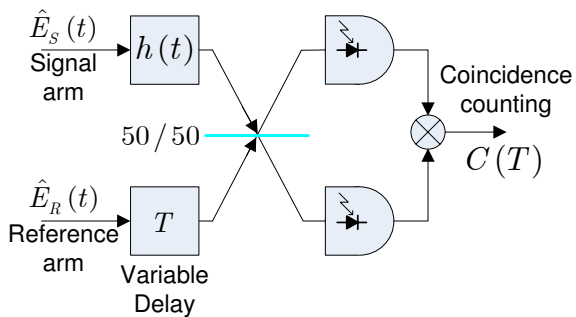 Ê_S (t)
Signal
arm
h(t)
50/50
Coincidence
counting
C(T)
Ê_R (t)
Reference
arm
T
Variable
Delay